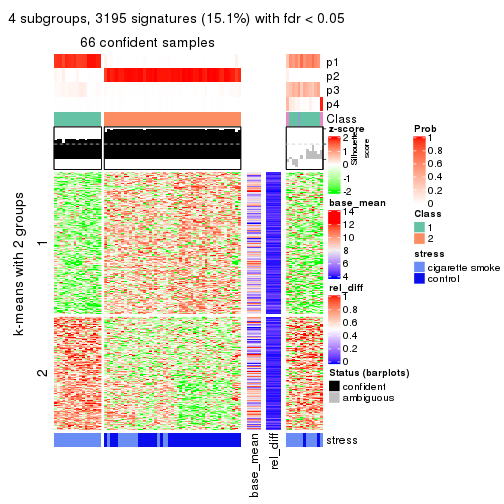 4 subgroups, 3195 signatures (15.1%) with fdr < 0.05
66 confident samples
p1
p2
p3
p4
Class
Silhouette
score
k-means with 2 groups
1
2
stress
base_mean
rel_diff
z-score
2
1
0
-1
-2
base_mean
14
12
10
8
6
4
rel_diff
1
0.8
0.6
0.4
0.2
0
Status (barplots)
confident
ambiguous
Prob
1
0.8
0.6
0.4
0.2
0
Class
1
2
stress
cigarette smoke
control